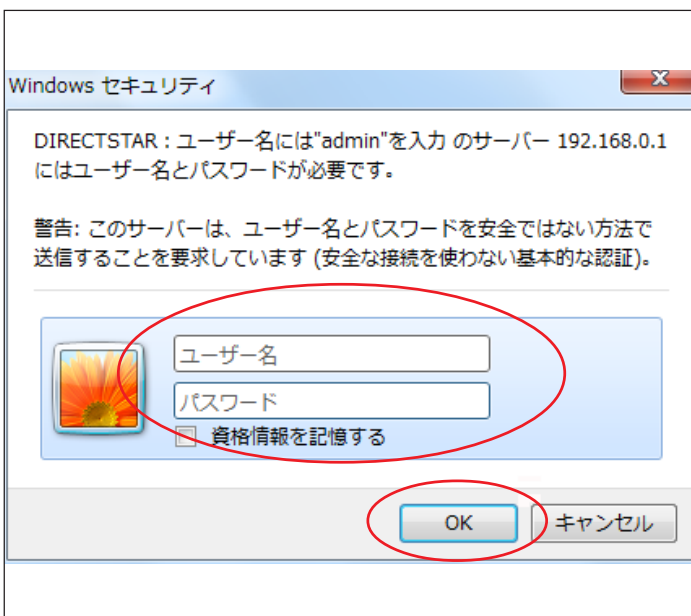 Windows セキュリティ
DIRECTSTAR : ユーザー名には"admin"を入力 のサーバー 192.168.0.1
にはユーザー名とパスワードが必要です。
警告: このサーバーは、ユーザー名とパスワードを安全ではない方法で
送信することを要求しています (安全な接続を使わない基本的な認証)。
ユーザー名
パスワード
資格情報を記憶する
OK
キャンセル